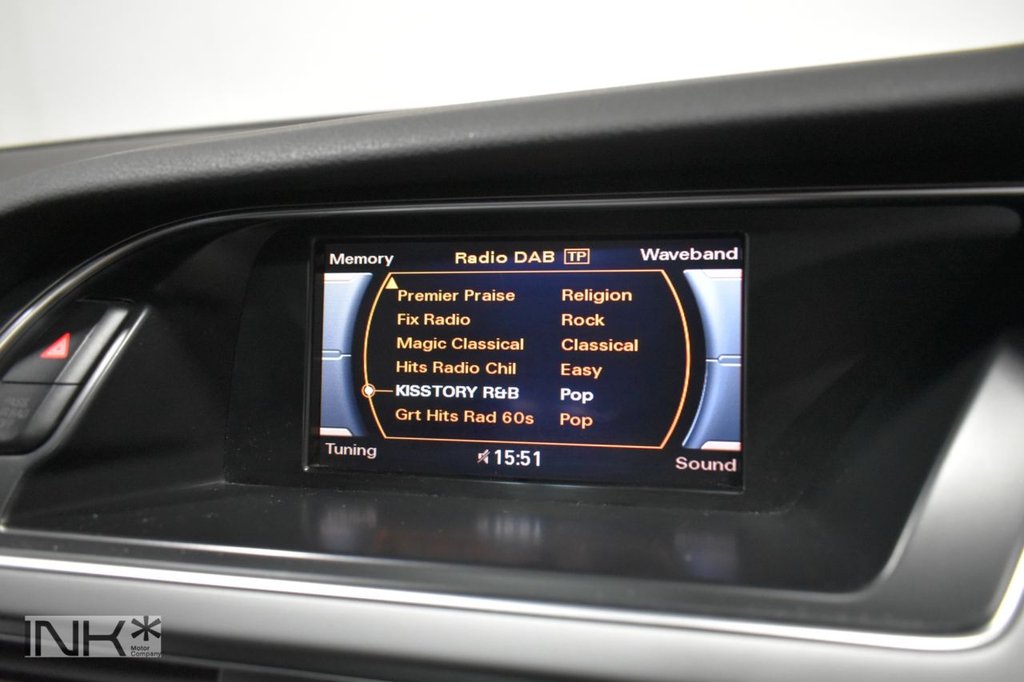 Memory Radio DAB TP Waveband
Premier Praise Religion
Fix Radio Rock
Magic Classical Classical
Hits Radio Chil Easy
KISSTORY R&B Pop
Grt Hits Rad 60s Pop
Tuning 15:51 Sound
INK*
Motor
Company